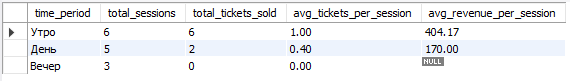 time_period total_sessions total_tickets_sold avg_tickets_per_session avg_revenue_per_session
Утро 6 6 1.00 404.17
День 5 2 0.40 170.00
Вечер 3 0 0.00 NULL